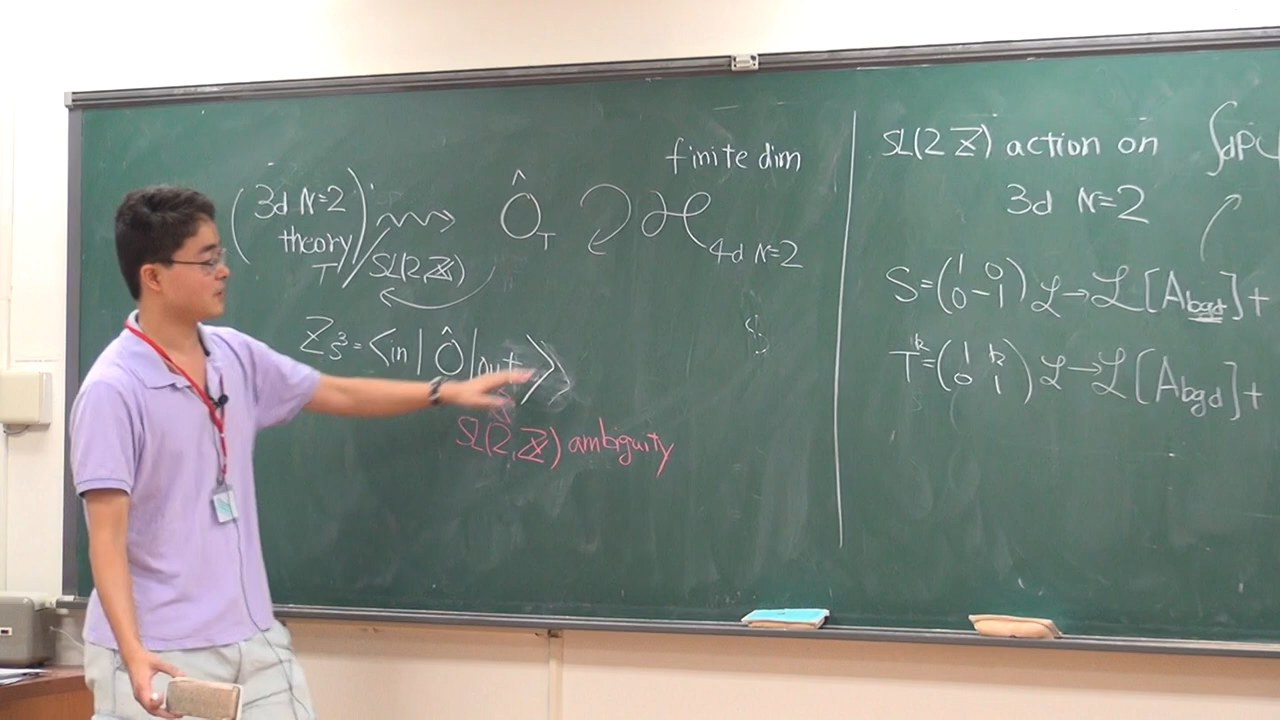 finite dim
(3d N=2 theory T) / SL(2,ℤ) ⇝ Ô_T ↻ ℋ_4d N=2
Z_S³ = <in| Ô |out>
SL(2,ℤ) ambiguity
SL(2 ℤ) action on
3d N=2
S=(1 0 0 -1) ℒ→ℒ[A_bgd]+
T^k=(1 k 0 1) ℒ→ℒ[A_bgd]+